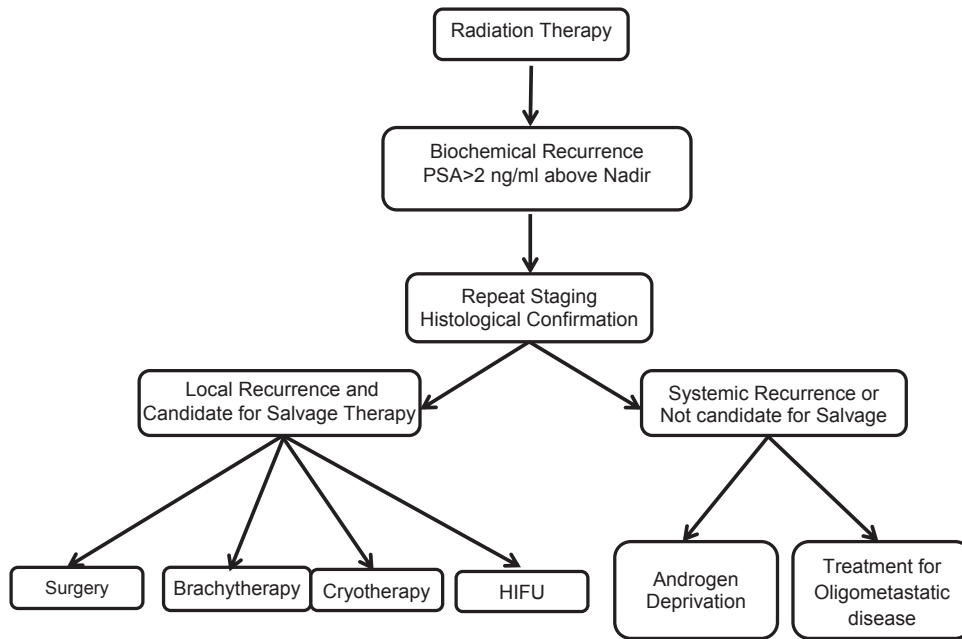 Radiation Therapy
Biochemical Recurrence
PSA>2 ng/ml above Nadir
Repeat Staging
Histological Confirmation
Local Recurrence and
Candidate for Salvage Therapy
Systemic Recurrence or
Not candidate for Salvage
Surgery
Brachytherapy
Cryotherapy
HIFU
Androgen
Deprivation
Treatment for
Oligometastatic
disease